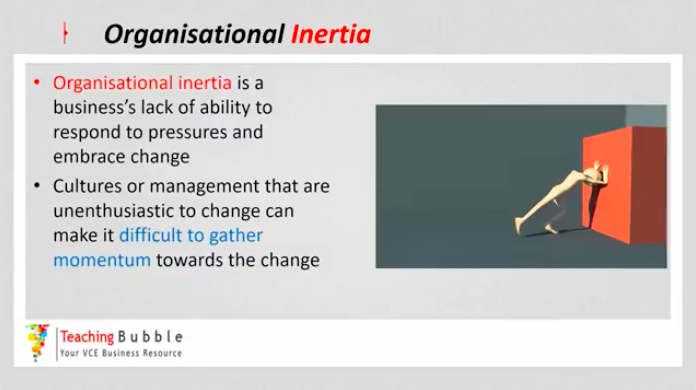 Organisational Inertia
• Organisational inertia is a
business's lack of ability to
respond to pressures and
embrace change
• Cultures or management that are
unenthusiastic to change can
make it difficult to gather
momentum towards the change
Teaching Bubble
Your VCE Business Resource